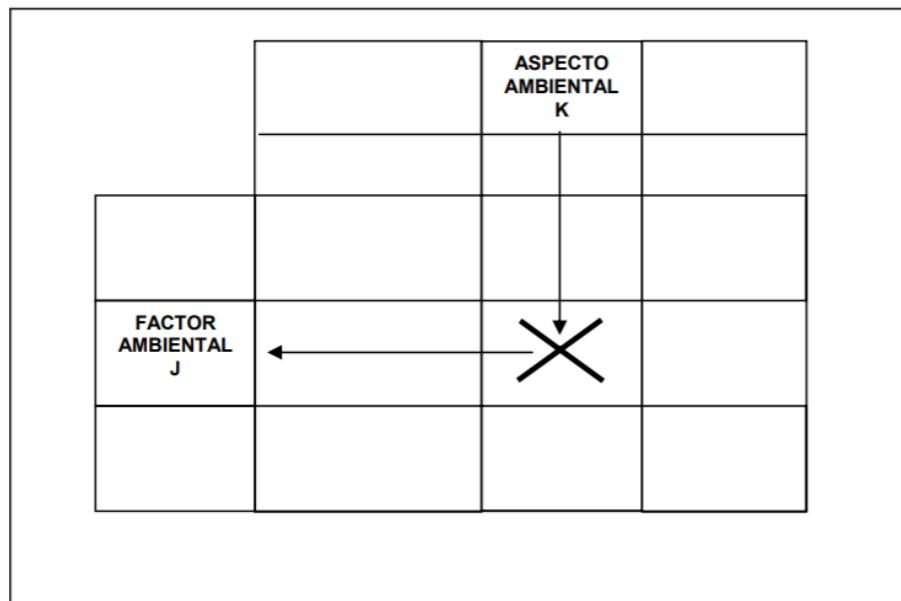 ASPECTO
AMBIENTAL
K
FACTOR
AMBIENTAL
J